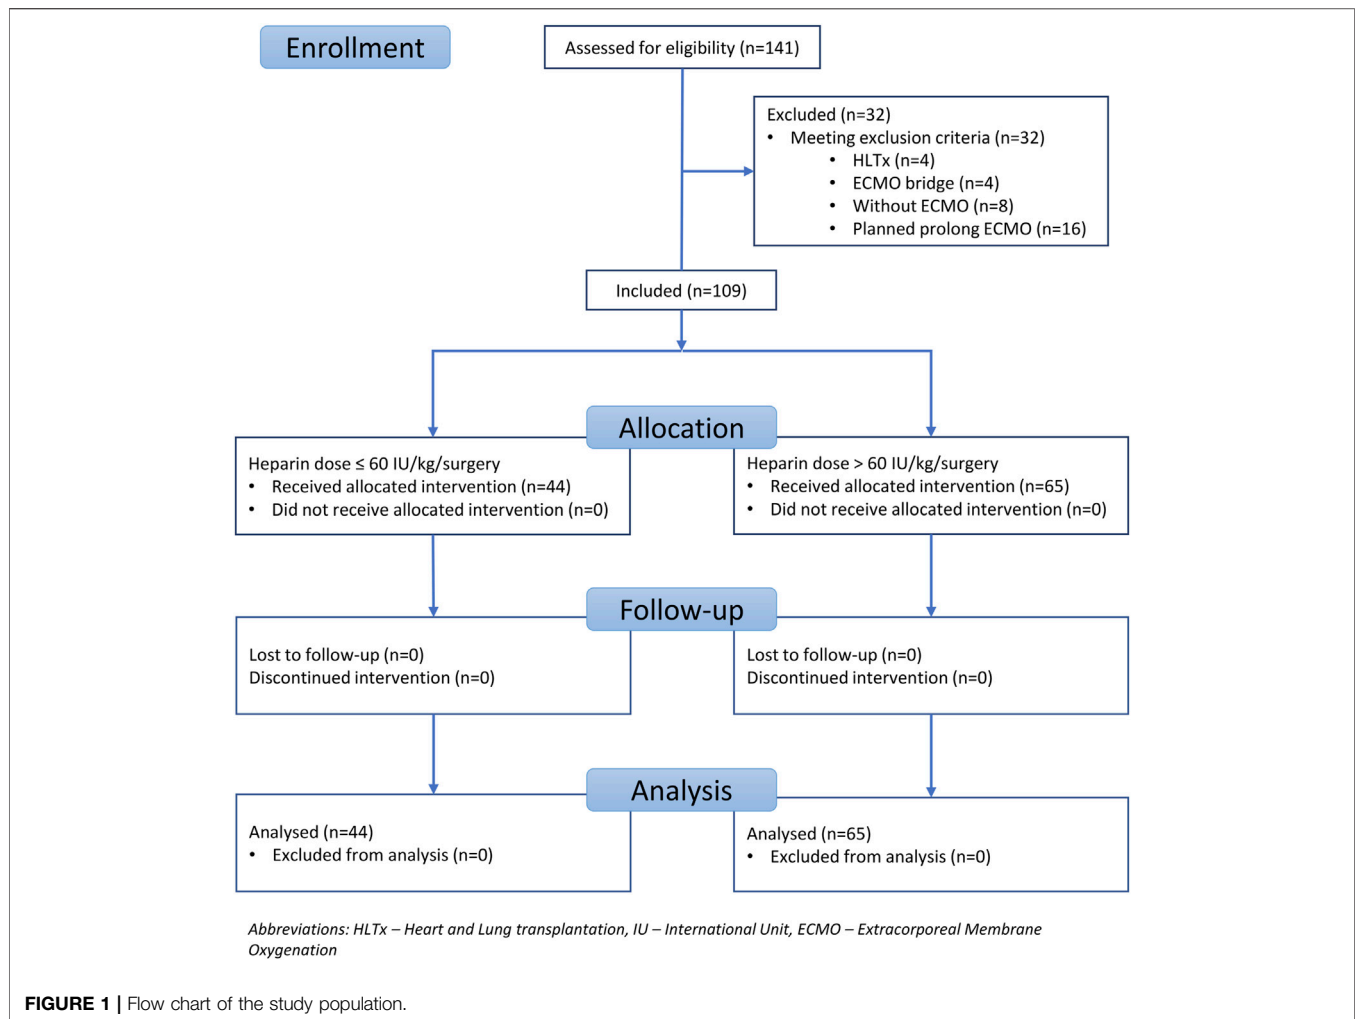 Enrollment
Assessed for eligibility (n=141)
Excluded (n=32)
• Meeting exclusion criteria (n=32)
• HLTx (n=4)
• ECMO bridge (n=4)
• Without ECMO (n=8)
• Planned prolong ECMO (n=16)
Included (n=109)
Allocation
Heparin dose ≤ 60 IU/kg/surgery
• Received allocated intervention (n=44)
• Did not receive allocated intervention (n=0)
Heparin dose > 60 IU/kg/surgery
• Received allocated intervention (n=65)
• Did not receive allocated intervention (n=0)
Follow-up
Lost to follow-up (n=0)
Discontinued intervention (n=0)
Lost to follow-up (n=0)
Discontinued intervention (n=0)
Analysis
Analysed (n=44)
• Excluded from analysis (n=0)
Analysed (n=65)
• Excluded from analysis (n=0)
Abbreviations: HLTx – Heart and Lung transplantation, IU – International Unit, ECMO – Extracorporeal Membrane
Oxygenation
FIGURE 1 | Flow chart of the study population.